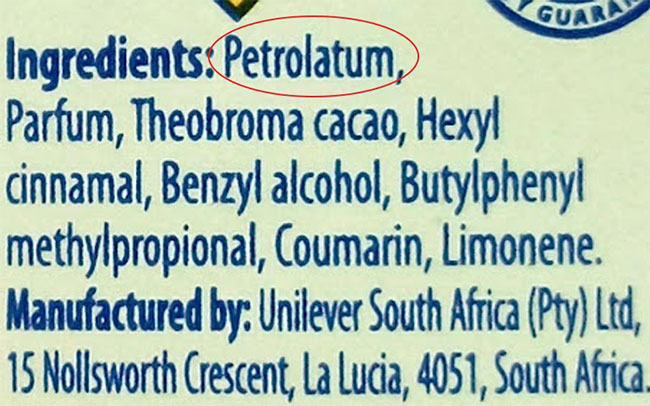 Y GUARAN
Ingredients: Petrolatum,
Parfum, Theobroma cacao, Hexyl
cinnamal, Benzyl alcohol, Butylphenyl
methylpropional, Coumarin, Limonene.
Manufactured by: Unilever South Africa (Pty) Ltd,
15 Nollsworth Crescent, La Lucia, 4051, South Africa.